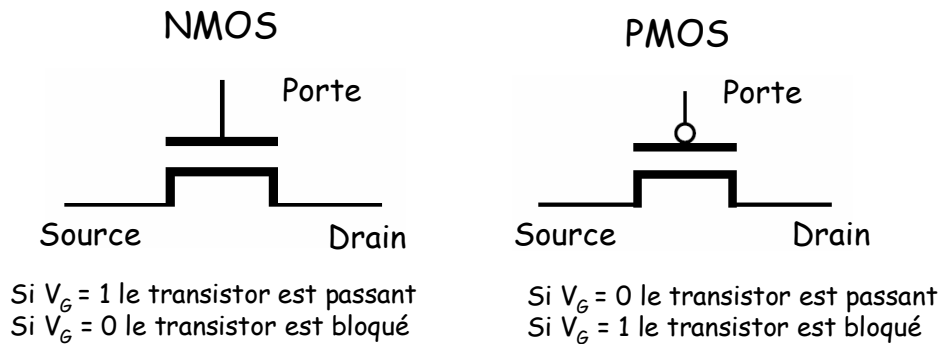 NMOS
Porte
Source
Drain
Si V_G = 1 le transistor est passant
Si V_G = 0 le transistor est bloqué
PMOS
Porte
Source
Drain
Si V_G = 0 le transistor est passant
Si V_G = 1 le transistor est bloqué